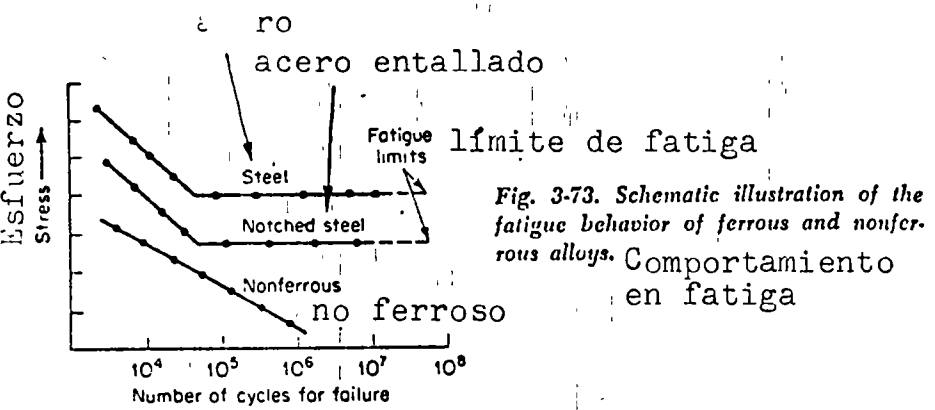 ro
acero entallado
Esfuerzo
Stress
Fatigue
limits
límite de fatiga
Steel
Notched steel
Nonferrous
no ferroso
Fig. 3-73. Schematic illustration of the
fatigue behavior of ferrous and nonfer-
rous alloys.
Comportamiento
en fatiga
10⁴ 10⁵ 10⁶ 10⁷ 10⁸
Number of cycles for failure